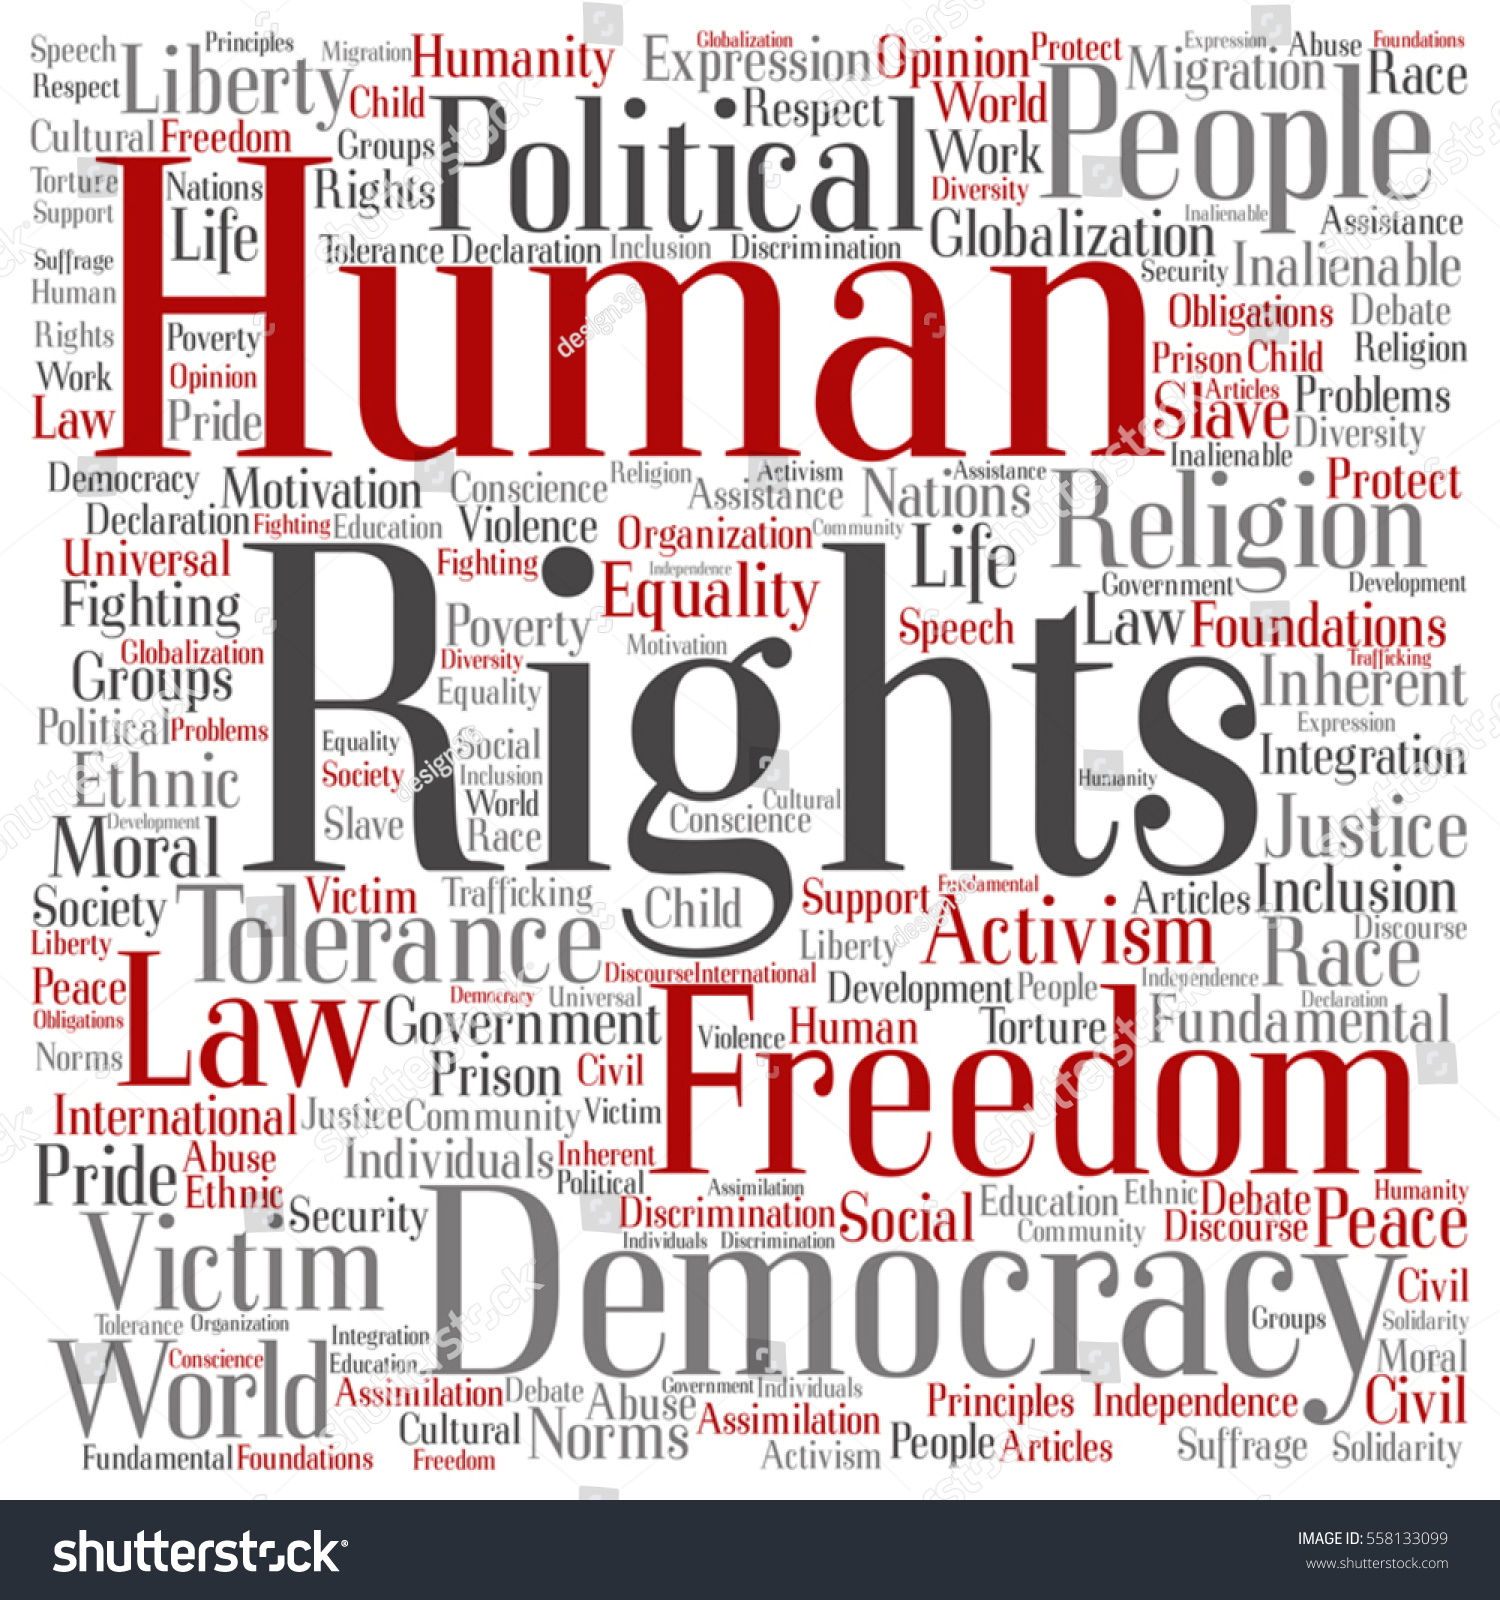 Speech Liberty Principles Migration Humanity Expression Globalization Opinion Protect Migration Expression Abuse Foundations
Respect Child Political Respect World People Race
Cultural Freedom Groups Work
Torture Human Nations Rights Diversity
Support Life Globalization Inalienable Assistance
Suffrage Tolerance Declaration Inclusion Discrimination Security Inalienable
Human Obligations Debate
Rights Poverty Prison Child Religion
Work Opinion Articles Problems
Law Pride Slave Diversity
Inalienable
Democracy Motivation Conscience Religion Assistance Activism Nations Assistance Religion Protect
Declaration Fighting Education Violence Organization Community Life
Universal Rights Fighting Independence Equality Government Development
Fighting Poverty Speech Law Foundations
Globalization Diversity Motivation Trafficking
Groups Equality Inherent
Political Problems Equality Social Expression
Ethnic Society Inclusion Humanity Integration
World Cultural
Moral Development Slave Race Conscience Justice
Society Tolerance Victim Trafficking Child Support Fundamental Activism Articles Inclusion
Liberty Liberty Race Discourse
Peace Law Discourse International Development People Independence
Obligations Government Democracy Universal Freedom Violence Human Torture Fundamental Declaration
Norms Prison Civil
International Justice Community Victim
Pride Abuse Individuals Inherent
Ethnic Political Assimilation
Victim Security Democracy Discrimination Social Education Ethnic Debate Peace Humanity
Individuals Discrimination Community Discourse
Civil
Tolerance Organization Groups Solidarity
World Conscience Integration Moral
Education
Assimilation Debate Abuse Government Individuals Principles Independence Civil
Cultural Norms Assimilation People
Fundamental Foundations Freedom Activism Articles Suffrage Solidarity
design36
shutterstock
IMAGE ID: 558133099
www.shutterstock.com